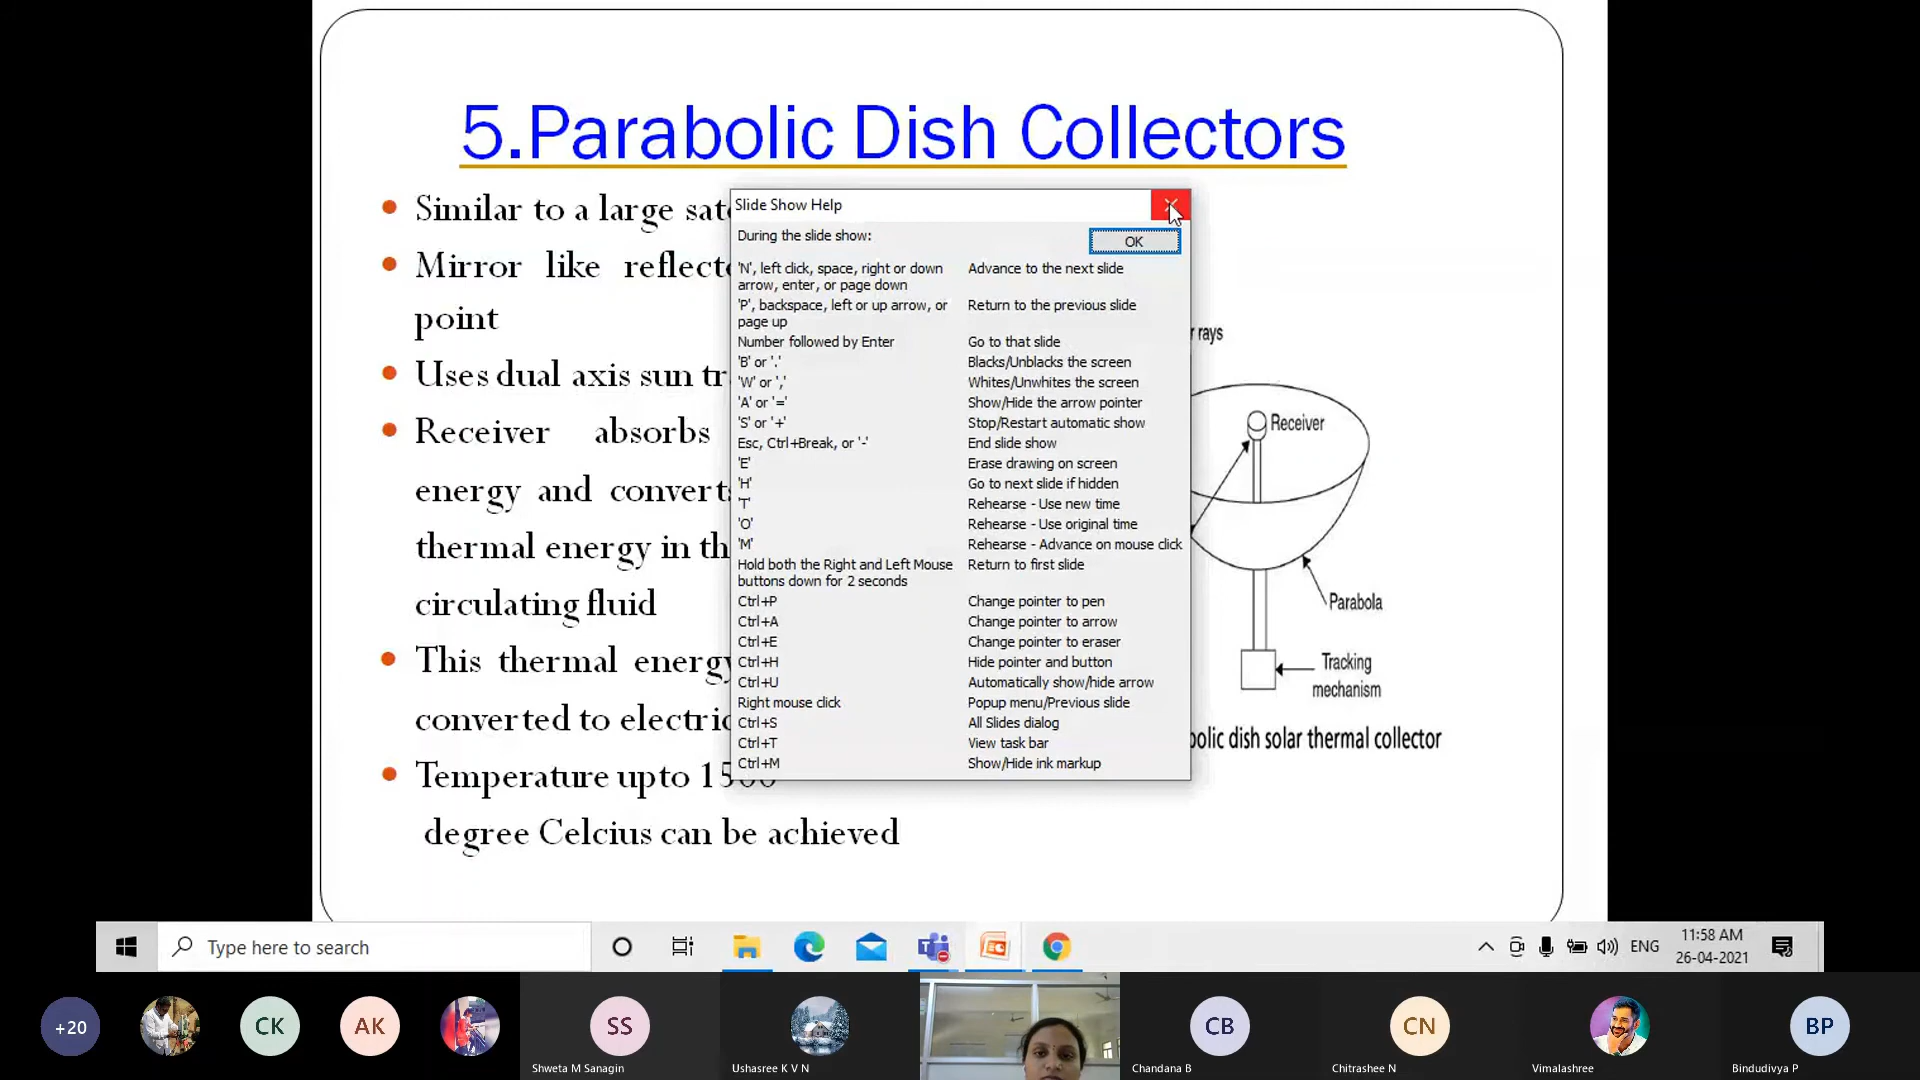 5.Parabolic Dish Collectors
Similar to a large
Mirror like
point
Uses dual axis sun
Receiver absorbs
energy and converts
thermal energy in
circulating fluid
This thermal energy
converted to
Temperature upto
degree Celcius can be achieved
Slide Show Help
During the slide show:
OK
'N', left click, space, right or down Advance to the next slide
arrow, enter, or page down
'P', backspace, left or up arrow, or Return to the previous slide
page up
Number followed by Enter Go to that slide
'B' or '.' Blacks/Unblacks the screen
'W' or ',' Whites/Unwhites the screen
'A' or '=' Show/Hide the arrow pointer
'S' or '+' Stop/Restart automatic show
Esc, Ctrl+Break, or '-' End slide show
'E' Erase drawing on screen
'H' Go to next slide if hidden
'T' Rehearse - Use new time
'O' Rehearse - Use original time
'M' Rehearse - Advance on mouse click
Hold both the Right and Left Mouse Return to first slide
buttons down for 2 seconds
Ctrl+P Change pointer to pen
Ctrl+A Change pointer to arrow
Ctrl+E Change pointer to eraser
Ctrl+H Hide pointer and button
Ctrl+U Automatically show/hide arrow
Right mouse click Popup menu/Previous slide
Ctrl+S All Slides dialog
Ctrl+T View task bar
Ctrl+M Show/Hide ink markup
rays
Receiver
Parabola
Tracking
mechanism
dish solar thermal collector
Type here to search
ENG
11:58 AM
26-04-2021
+20
CK
AK
SS
CB
CN
BP
Shweta M Sanagin
Ushasree K V N
Chandana B
Chitrashee N
Vimalashree
Bindudivya P